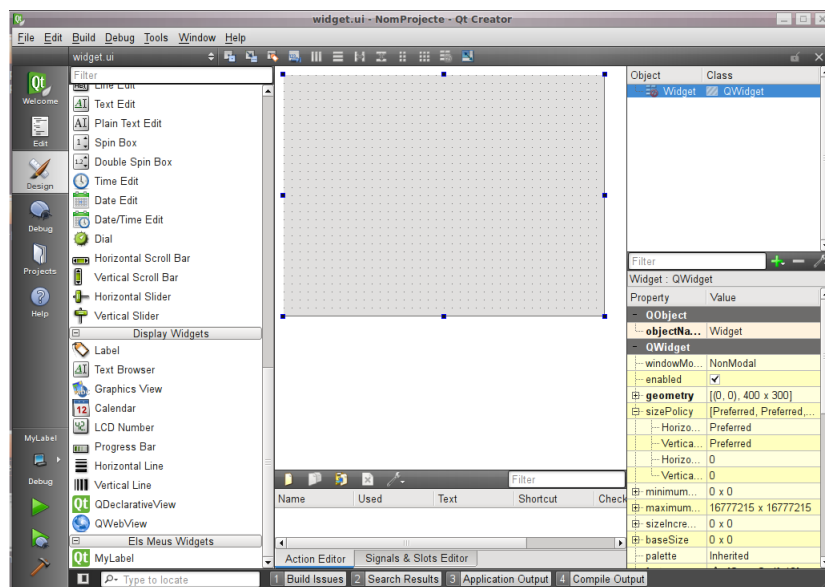 widget.ui - NomProjecte - Qt Creator
File Edit Build Debug Tools Window Help
widget.ui
Welcome
Edit
Design
Debug
Projects
Help
MyLabel
Debug
Filter
Line Edit
Text Edit
Plain Text Edit
Spin Box
Double Spin Box
Time Edit
Date Edit
Date/Time Edit
Dial
Horizontal Scroll Bar
Vertical Scroll Bar
Horizontal Slider
Vertical Slider
Display Widgets
Label
Text Browser
Graphics View
Calendar
LCD Number
Progress Bar
Horizontal Line
Vertical Line
QDeclarativeView
QWebView
Els Meus Widgets
MyLabel
Filter
Name Used Text Shortcut Check
Action Editor Signals & Slots Editor
Object Class
Widget QWidget
Filter
Widget : QWidget
Property Value
QObject
objectNa... Widget
QWidget
windowMo... NonModal
enabled
geometry [(0, 0), 400 x 300]
sizePolicy [Preferred, Preferred,...
Horizo... Preferred
Vertica... Preferred
Horizo... 0
Vertica... 0
minimum... 0 x 0
maximum... 16777215 x 16777215
sizeIncre... 0 x 0
baseSize 0 x 0
palette Inherited
Type to locate 1 Build Issues 2 Search Results 3 Application Output 4 Compile Output